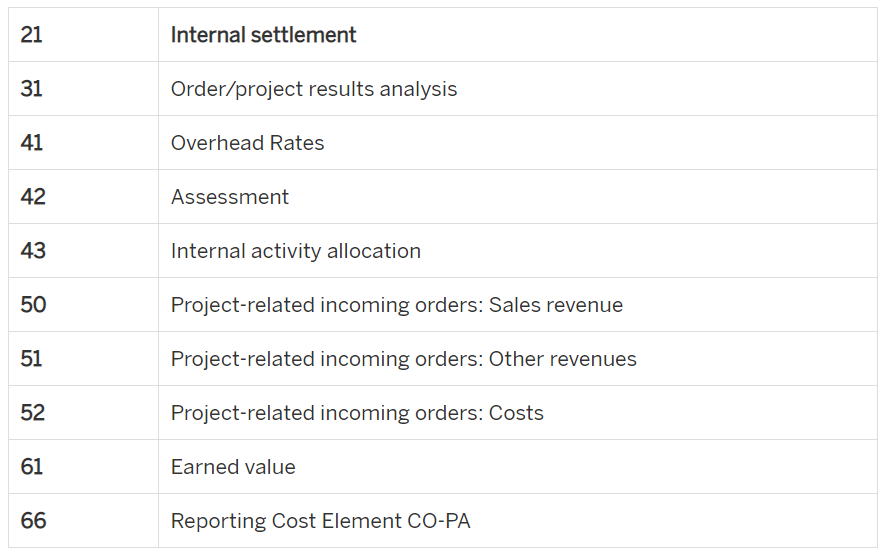 21 Internal settlement
31 Order/project results analysis
41 Overhead Rates
42 Assessment
43 Internal activity allocation
50 Project-related incoming orders: Sales revenue
51 Project-related incoming orders: Other revenues
52 Project-related incoming orders: Costs
61 Earned value
66 Reporting Cost Element CO-PA